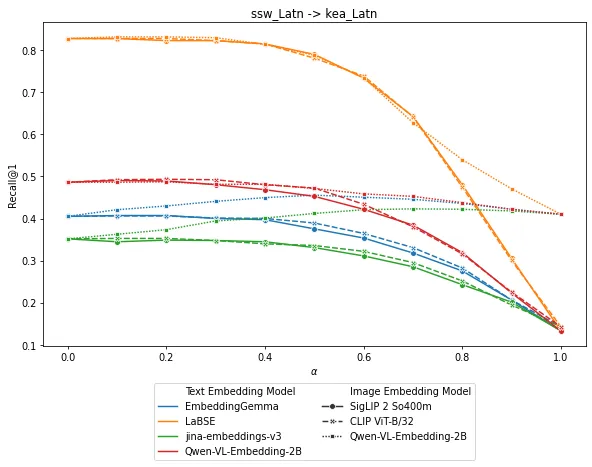 ssw_Latn -> kea_Latn
Recall@1
0.8
0.7
0.6
0.5
0.4
0.3
0.2
0.1
0.0 0.2 0.4 0.6 0.8 1.0
α
Text Embedding Model
EmbeddingGemma
LaBSE
jina-embeddings-v3
Qwen-VL-Embedding-2B
Image Embedding Model
SigLIP 2 So400m
CLIP ViT-B/32
Qwen-VL-Embedding-2B